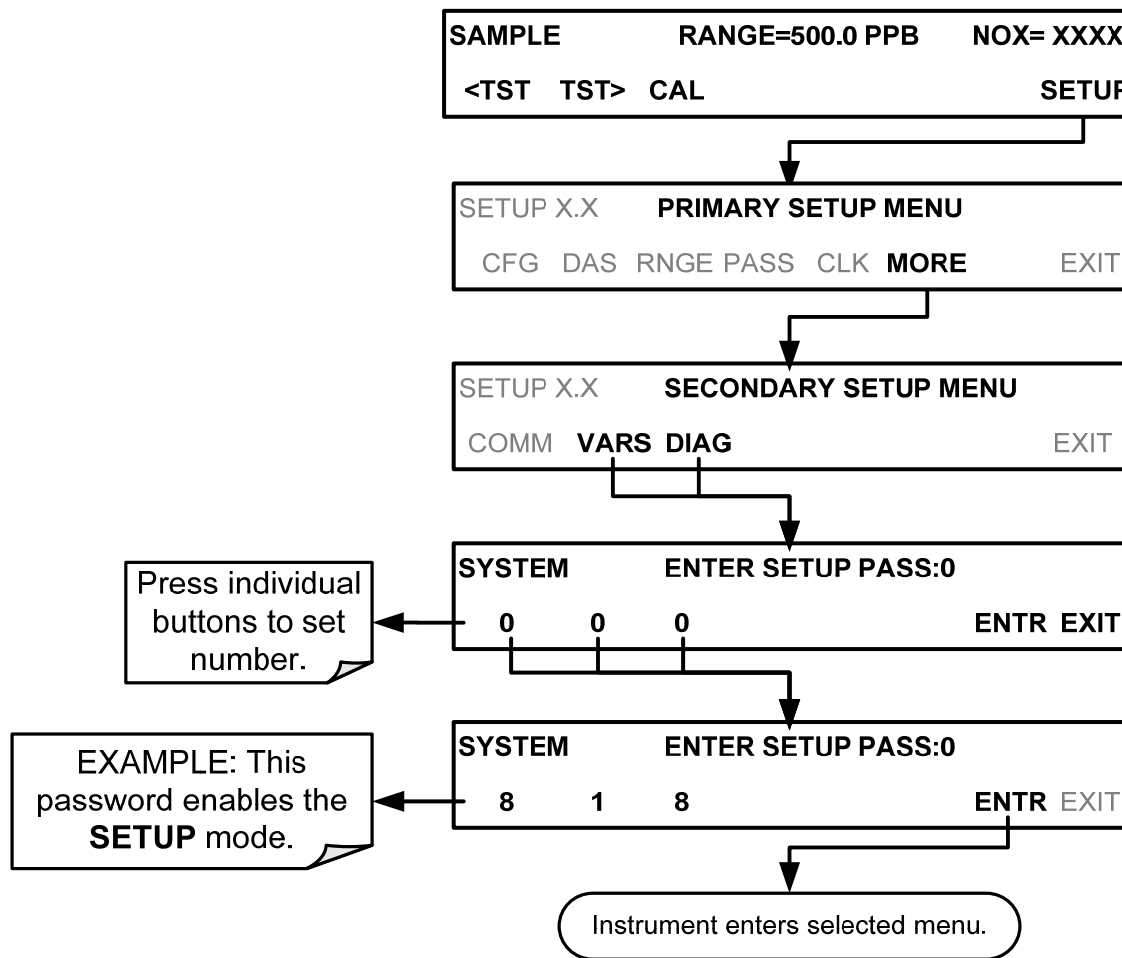 SAMPLE RANGE=500.0 PPB NOX= XXXX
<TST TST> CAL SETUP
SETUP X.X PRIMARY SETUP MENU
CFG DAS RNGE PASS CLK MORE EXIT
SETUP X.X SECONDARY SETUP MENU
COMM VARS DIAG EXIT
SYSTEM ENTER SETUP PASS:0
0 0 0 ENTR EXIT
Press individual
buttons to set
number.
SYSTEM ENTER SETUP PASS:0
8 1 8 ENTR EXIT
EXAMPLE: This
password enables the
SETUP mode.
Instrument enters selected menu.